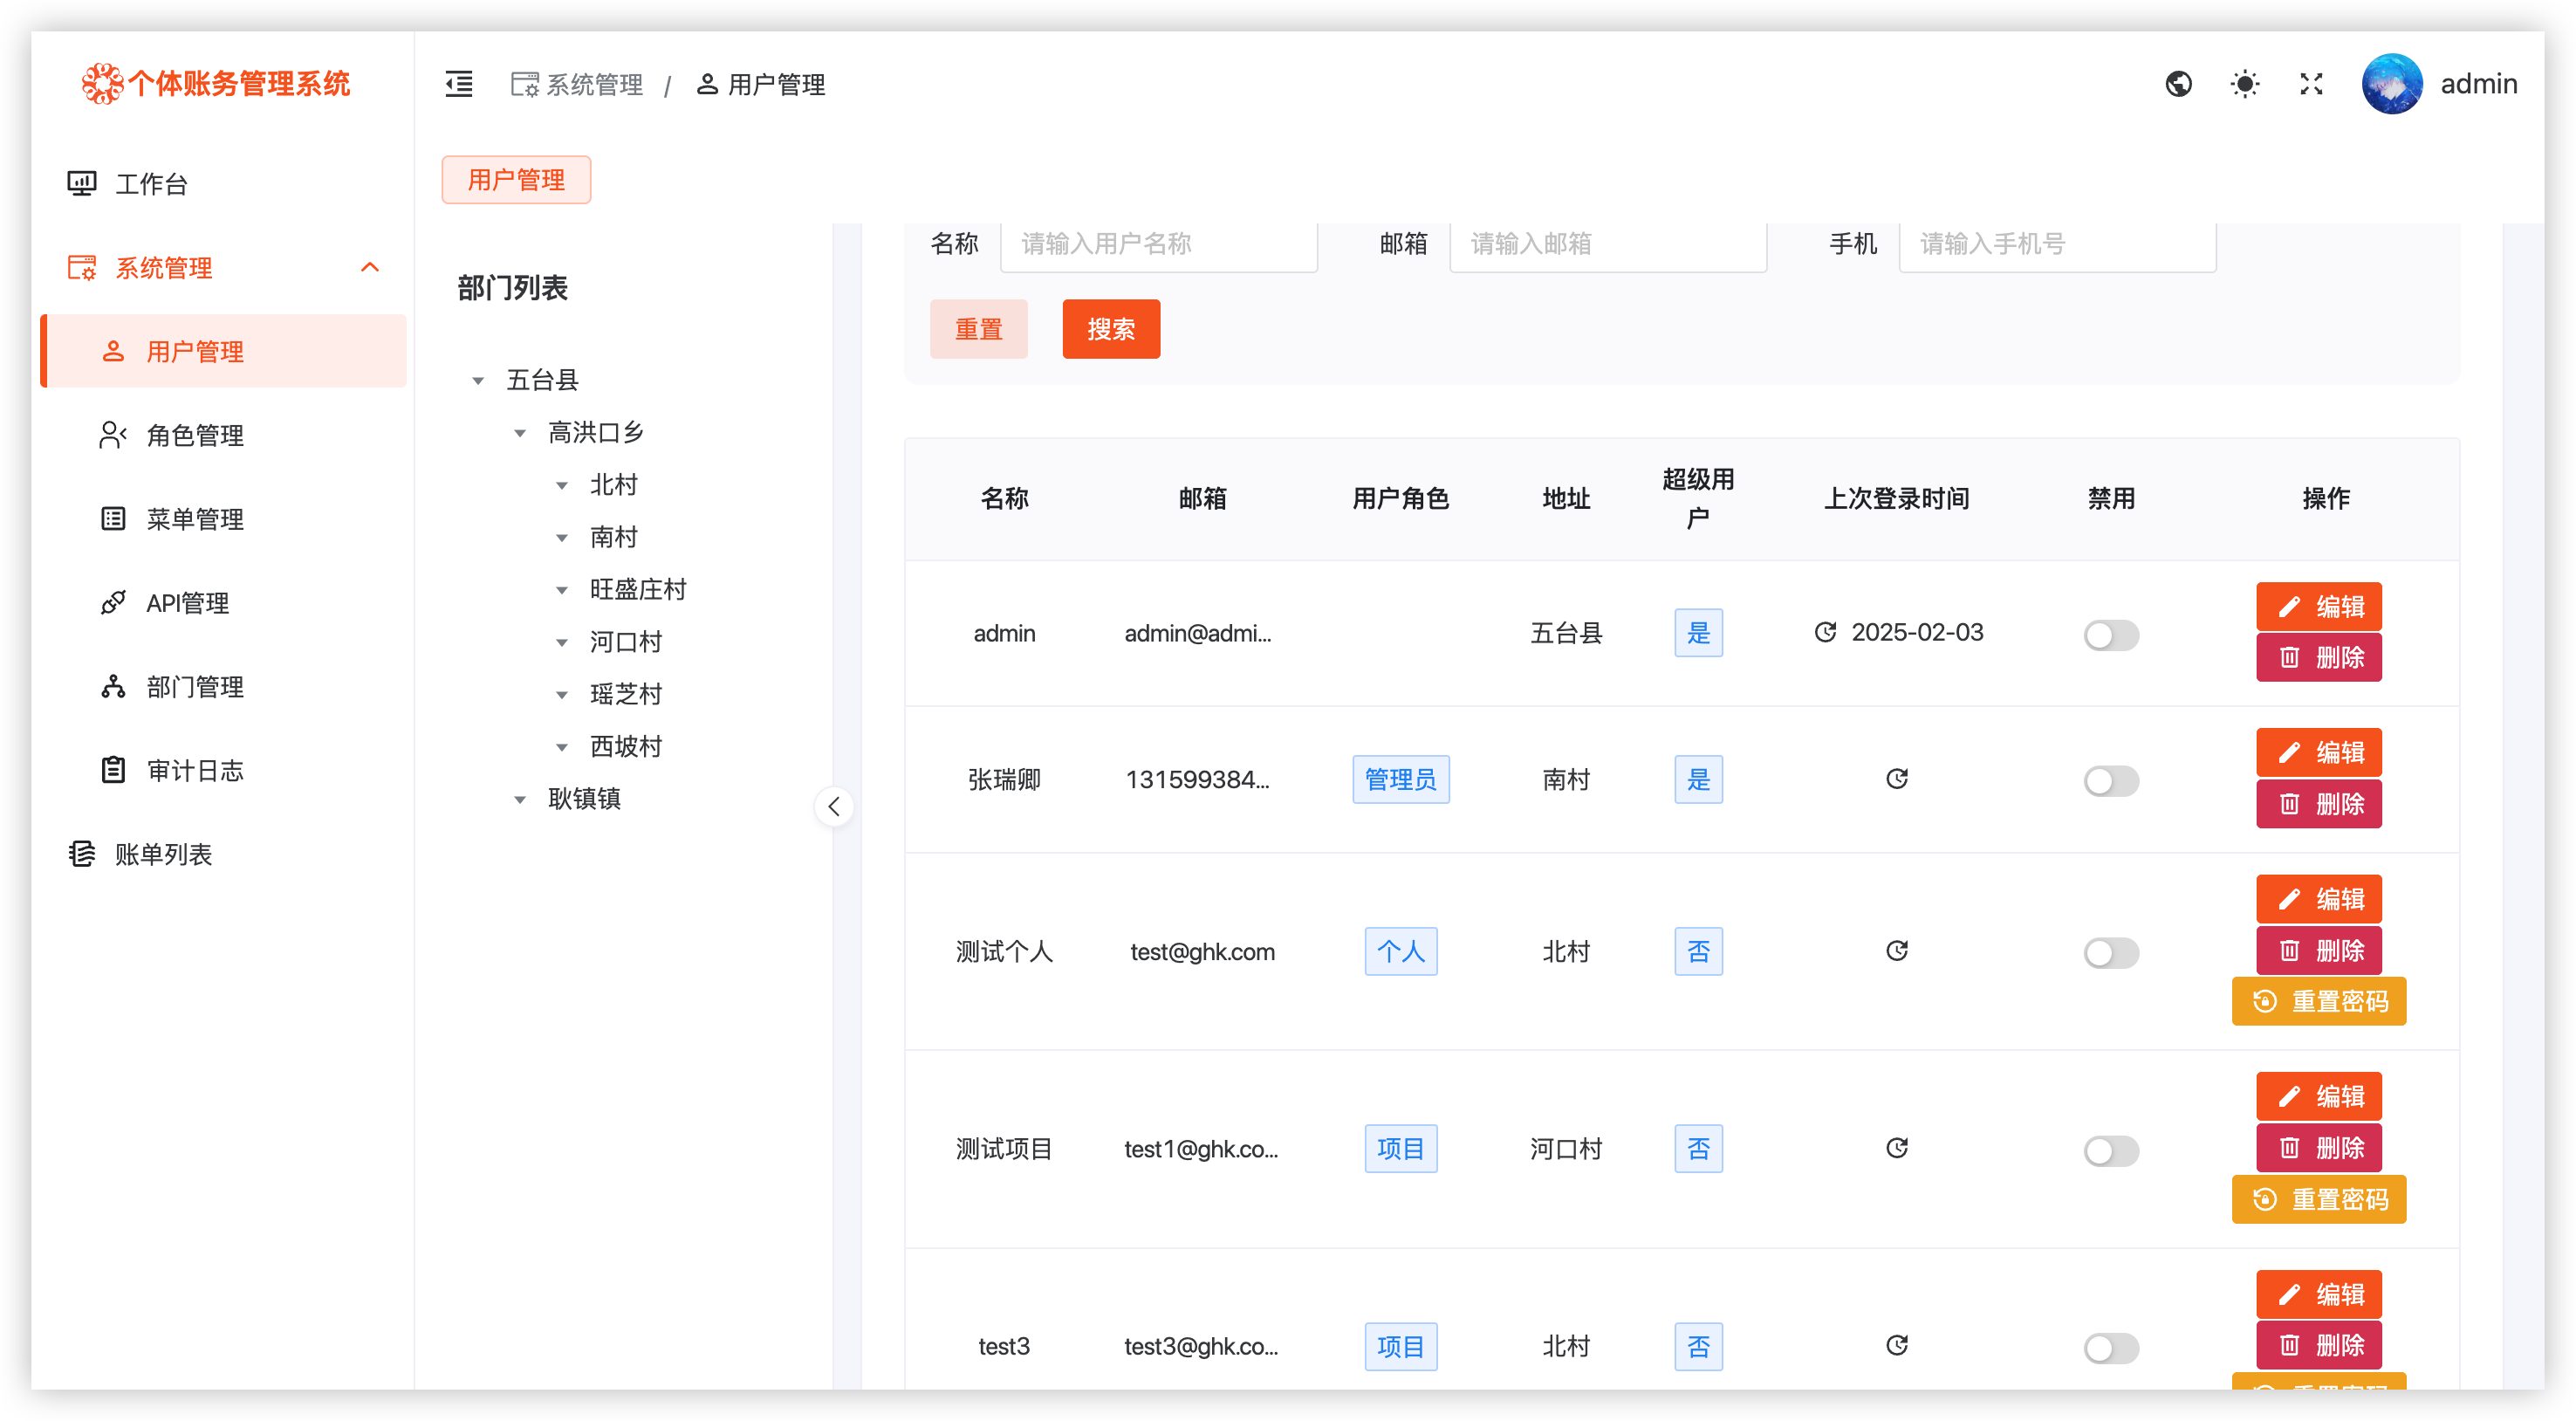 个体账务管理系统
系统管理 / 用户管理
admin
工作台
系统管理
用户管理
角色管理
菜单管理
API管理
部门管理
审计日志
账单列表
用户管理
部门列表
五台县
高洪口乡
北村
南村
旺盛庄村
河口村
瑶芝村
西坡村
耿镇镇
名称 请输入用户名称 邮箱 请输入邮箱 手机 请输入手机号
重置 搜索
名称 邮箱 用户角色 地址 超级用户 上次登录时间 禁用 操作
admin admin@admi... 五台县 是 2025-02-03 编辑
删除
张瑞卿 131599384... 管理员 南村 是 编辑
删除
测试个人 test@ghk.com 个人 北村 否 编辑
删除
重置密码
测试项目 test1@ghk.co... 项目 河口村 否 编辑
删除
重置密码
test3 test3@ghk.co... 项目 北村 否 编辑
删除